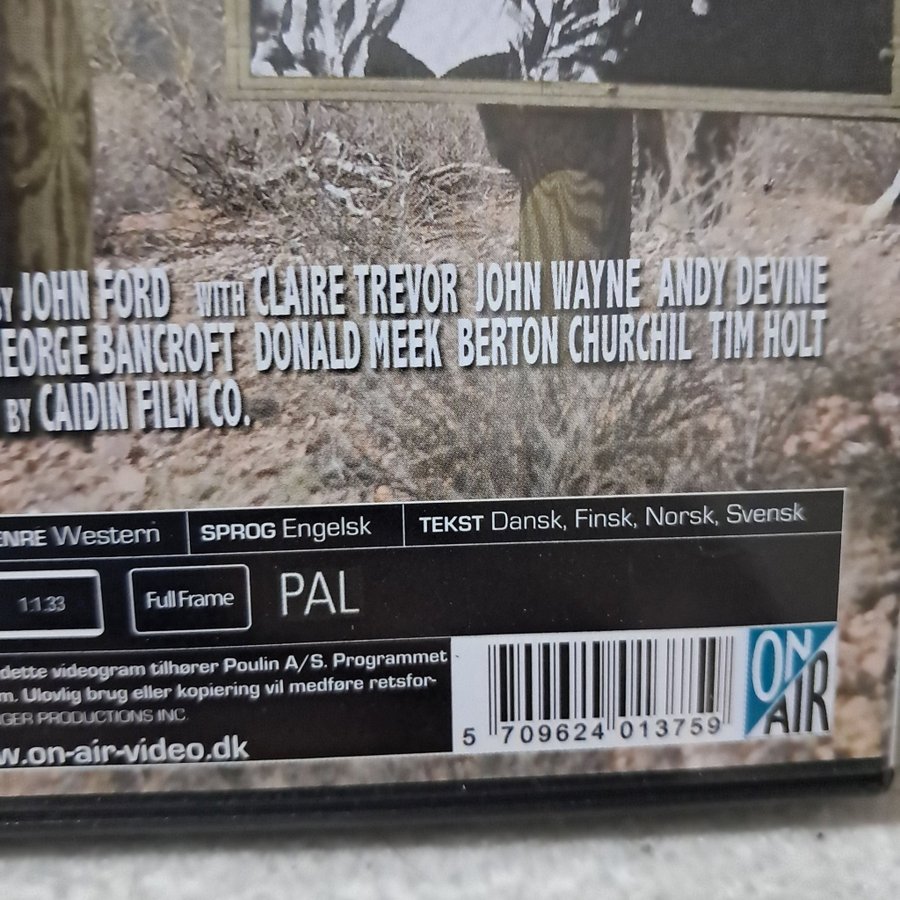 BY JOHN FORD WITH CLAIRE TREVOR JOHN WAYNE ANDY DEVINE
EORGE BANCROFT DONALD MEEK BERTON CHURCHIL TIM HOLT
BY CAIDIN FILM CO.
ENRE Western SPROG Engelsk TEKST Dansk, Finsk, Norsk, Svensk
1:1.33 Full Frame PAL
dette videogram tilhører Poulin A/S. Programmet
m. Ulovlig brug eller kopiering vil medføre retsfor-
GER PRODUCTIONS INC
w.on-air-video.dk
5 709624 013759
ON AIR